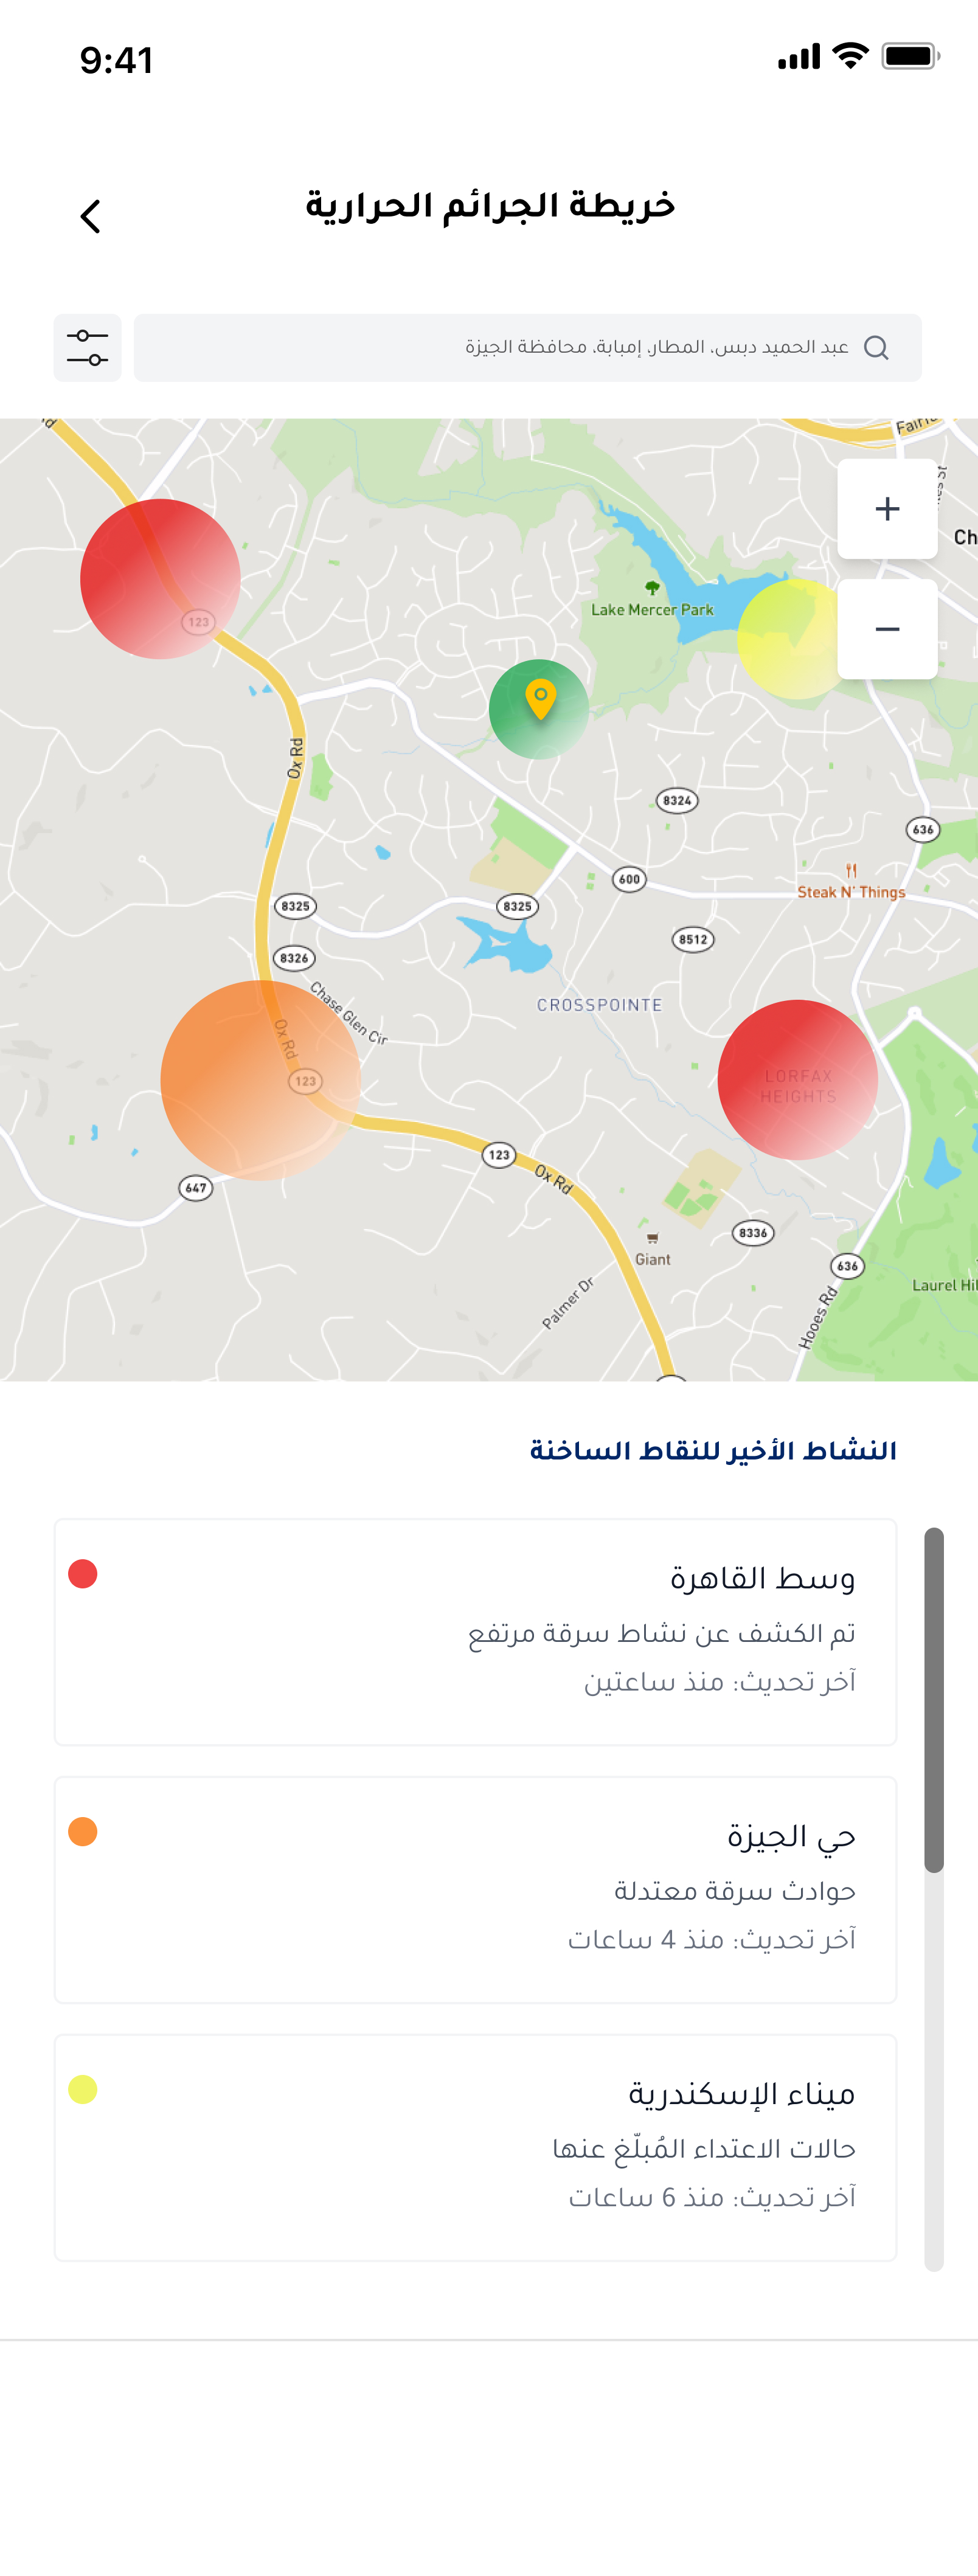 9:41
خريطة الجرائم الحرارية
عبد الحميد دبس، المطار، إمبابة، محافظة الجيزة
+
−
Ch
Lake Mercer Park
123
Ox Rd
8324
636
600
Steak N' Things
8325
8325
8512
8326
Chase Glen Cir
CROSSPOINTE
Ox Rd
123
LORFAX
HEIGHTS
123
Ox Rd
647
8336
Giant
636
Laurel Hil
Palmer Dr
Hooes Rd
النشاط الأخير للنقاط الساخنة
وسط القاهرة
تم الكشف عن نشاط سرقة مرتفع
آخر تحديث: منذ ساعتين
حي الجيزة
حوادث سرقة معتدلة
آخر تحديث: منذ 4 ساعات
ميناء الإسكندرية
حالات الاعتداء المُبلّغ عنها
آخر تحديث: منذ 6 ساعات